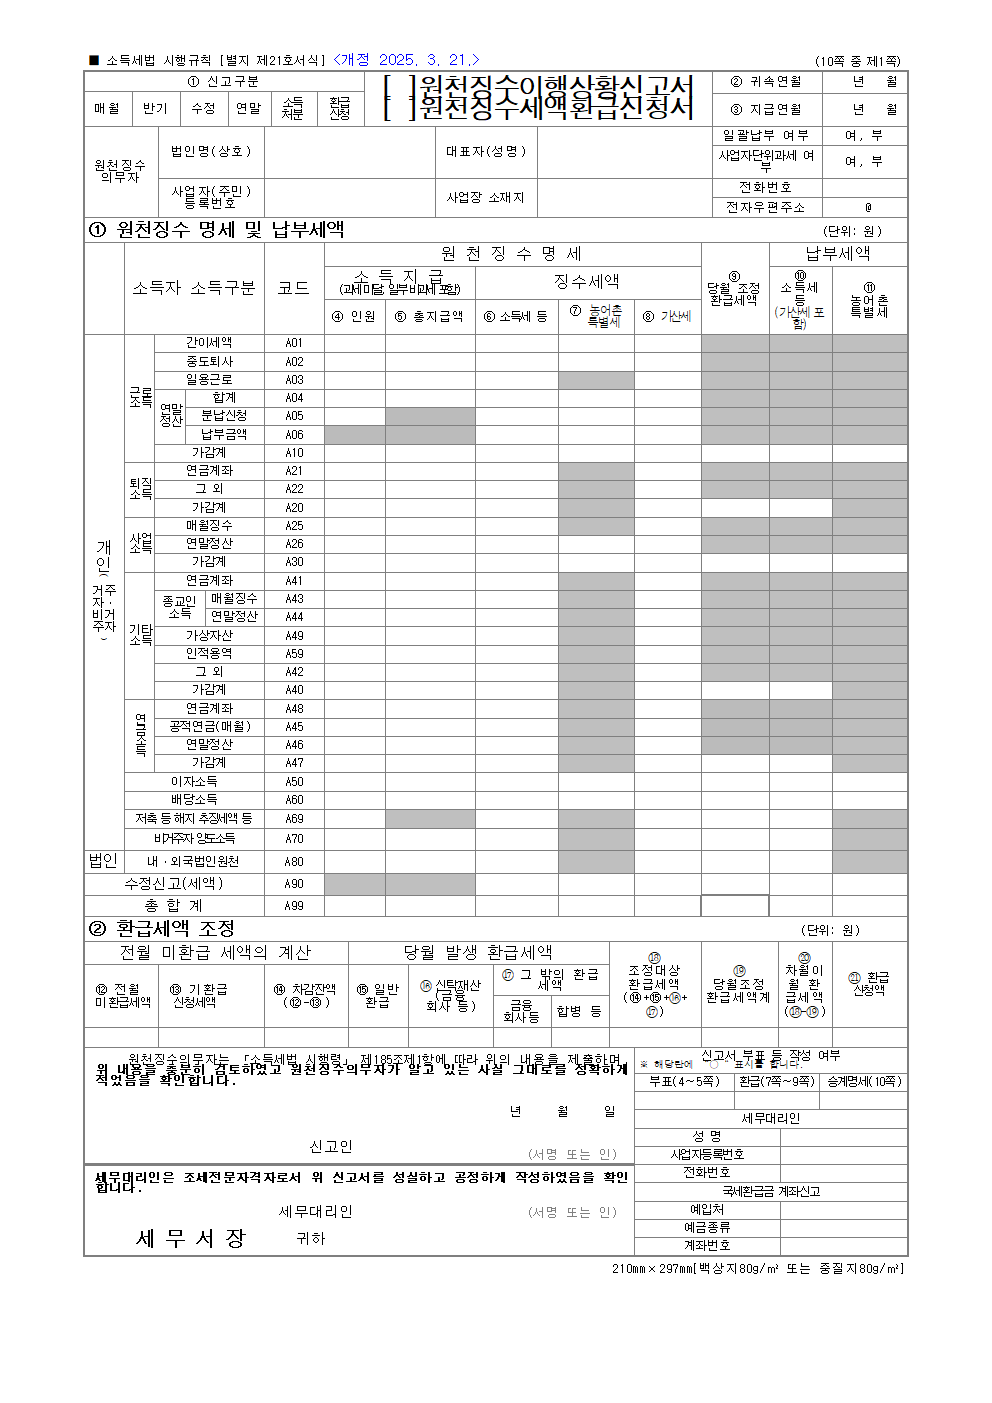 ■ 소득세법 시행규칙 [별지 제21호서식] <개정 2025. 3. 21.>
(10쪽 중 제1쪽)
① 신고구분
매월 반기 수정 연말 소득처분 환급신청
[ ]원천징수이행상황신고서
[ ]원천징수세액환급신청서
② 귀속연월 년 월
③ 지급연월 년 월
원천징수
의무자
법인명(상호)
대표자(성명)
일괄납부 여부 여, 부
사업자단위과세 여부 여, 부
사업자(주민)
등록번호
사업장 소재지
전화번호
전자우편주소 @
① 원천징수 명세 및 납부세액 (단위: 원)
소득자 소득구분 코드
원 천 징 수 명 세
납부세액
소 득 지 급
(과세 미달, 일부 비과세 포함)
징수세액
⑨
당월 조정
환급세액
⑩
소득세
등
(가산세 포함)
⑪
농어촌
특별세
④ 인원 ⑤ 총지급액 ⑥ 소득세 등 ⑦ 농어촌특별세 ⑧ 가산세
개인(거주자·비거주자)
근로
소득
간이세액 A01
중도퇴사 A02
일용근로 A03
연말
정산
합계 A04
분납신청 A05
납부금액 A06
가감계 A10
퇴직
소득
연금계좌 A21
그 외 A22
가감계 A20
사업
소득
매월징수 A25
연말정산 A26
가감계 A30
기타
소득
연금계좌 A41
종교인
소득
매월징수 A43
연말정산 A44
가상자산 A49
인적용역 A59
그 외 A42
가감계 A40
연금소득
연금계좌 A48
공적연금(매월) A45
연말정산 A46
가감계 A47
이자소득 A50
배당소득 A60
저축 등 해지 추징세액 등 A69
비거주자 양도소득 A70
법인 내·외국법인원천 A80
수정신고(세액) A90
총 합 계 A99
② 환급세액 조정 (단위: 원)
전월 미환급 세액의 계산
당월 발생 환급세액
⑱
조정대상
환급세액
(⑭+⑮+⑯+⑰)
⑲
당월조정
환급세액계
⑳
차월이월 환급세액
(⑱-⑲)
㉑ 환급
신청액
⑫ 전월
미환급세액
⑬ 기환급
신청세액
⑭ 차감잔액
(⑫-⑬)
⑮ 일반
환급
⑯ 신탁재산
(금융
회사 등)
⑰ 그 밖의 환급
세액
금융
회사 등
합병 등
원천징수의무자는 「소득세법 시행령」 제185조제1항에 따라 위의 내용을 제출하며,
위 내용을 충분히 검토하였고 원천징수의무자가 알고 있는 사실 그대로를 정확하게
적었음을 확인합니다.
년 월 일
신고인 (서명 또는 인)
세무대리인은 조세전문자격자로서 위 신고서를 성실하고 공정하게 작성하였음을 확인
합니다.
세무대리인 (서명 또는 인)
세 무 서 장 귀하
신고서 부표 등 작성 여부
※ 해당란에 "○" 표시를 합니다.
부표(4~5쪽) 환급(7쪽~9쪽) 승계명세(10쪽)
세무대리인
성 명
사업자등록번호
전화번호
국세환급금 계좌신고
예입처
예금종류
계좌번호
210mm×297mm[백상지80g/㎡ 또는 중질지80g/㎡]